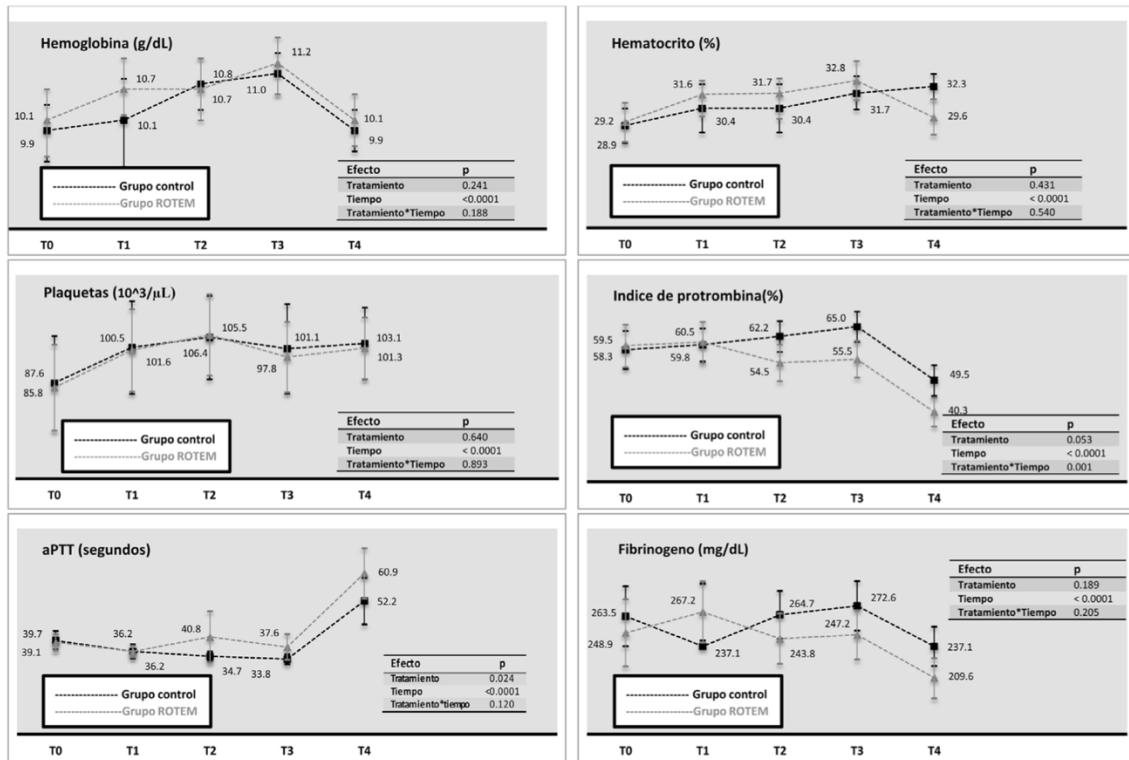 Hemoglobina (g/dL)
10.1 10.7 10.8 11.2 10.1
9.9 10.1 10.7 11.0 9.9
Grupo control
Grupo ROTEM
Efecto p
Tratamiento 0.241
Tiempo <0.0001
Tratamiento*Tiempo 0.188
T0 T1 T2 T3 T4
Hematocrito (%)
29.2 31.6 31.7 32.8 32.3
28.9 30.4 30.4 31.7 29.6
Grupo control
Grupo ROTEM
Efecto p
Tratamiento 0.431
Tiempo < 0.0001
Tratamiento*Tiempo 0.540
T0 T1 T2 T3 T4
Plaquetas (10^3/µL)
87.6 100.5 105.5 101.1 103.1
85.8 101.6 106.4 97.8 101.3
Grupo control
Grupo ROTEM
Efecto p
Tratamiento 0.640
Tiempo < 0.0001
Tratamiento*Tiempo 0.893
T0 T1 T2 T3 T4
Indice de protrombina(%)
59.5 60.5 62.2 65.0 49.5
58.3 59.8 54.5 55.5 40.3
Grupo control
Grupo ROTEM
Efecto p
Tratamiento 0.053
Tiempo < 0.0001
Tratamiento*Tiempo 0.001
T0 T1 T2 T3 T4
aPTT (segundos)
39.7 36.2 40.8 37.6 60.9
39.1 36.2 34.7 33.8 52.2
Grupo control
Grupo ROTEM
Efecto p
Tratamiento 0.024
Tiempo <0.0001
Tratamiento*tiempo 0.120
T0 T1 T2 T3 T4
Fibrinogeno (mg/dL)
263.5 267.2 264.7 272.6 237.1
248.9 237.1 243.8 247.2 209.6
Grupo control
Grupo ROTEM
Efecto p
Tratamiento 0.189
Tiempo < 0.0001
Tratamiento*Tiempo 0.205
T0 T1 T2 T3 T4